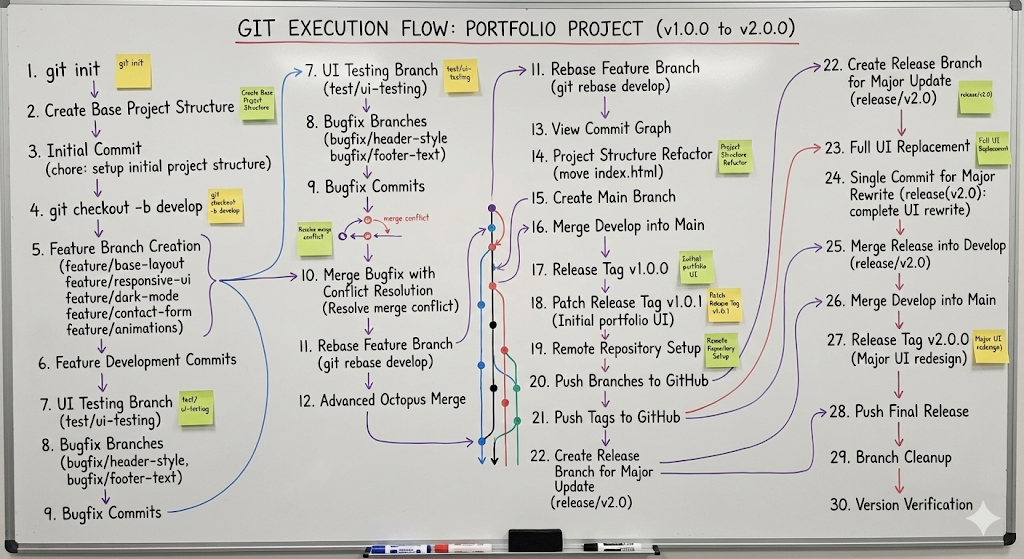 GIT EXECUTION FLOW: PORTFOLIO PROJECT (v1.0.0 to v2.0.0)
1. git init
git init
2. Create Base Project Structure
Create Base
Project
Structure
3. Initial Commit
(chore: setup initial project structure)
4. git checkout -b develop
git
checkout
-b develop
5. Feature Branch Creation
(feature/base-layout
feature/responsive-ui
feature/dark-mode
feature/contact-form
feature/animations)
6. Feature Development Commits
7. UI Testing Branch
(test/ui-testing)
test/
ui-testing
8. Bugfix Branches
(bugfix/header-style,
bugfix/footer-text)
9. Bugfix Commits
7. UI Testing Branch
(test/ui-testing)
test/ui-
testing
8. Bugfix Branches
(bugfix/header-style
bugfix/footer-text)
9. Bugfix Commits
merge conflict
Resolve merge
conflict
10. Merge Bugfix with
Conflict Resolution
(Resolve merge conflict)
11. Rebase Feature Branch
(git rebase develop)
12. Advanced Octopus Merge
11. Rebase Feature Branch
(git rebase develop)
13. View Commit Graph
14. Project Structure Refactor
(move index.html)
Project
Structure
Refactor
15. Create Main Branch
16. Merge Develop into Main
17. Release Tag v1.0.0
Initial
portfolio
UI
18. Patch Release Tag v1.0.1
(Initial portfolio UI)
Patch
Release Tag
v1.0.1
19. Remote Repository Setup
Remote
Repository
Setup
20. Push Branches to GitHub
21. Push Tags to GitHub
22. Create Release
Branch for Major
Update
(release/v2.0)
22. Create Release Branch
for Major Update
(release/v2.0)
release/v2.0)
23. Full UI Replacement
Full UI
24. Single Commit for Major
Rewrite (release(v2.0):
complete UI rewrite)
25. Merge Release into Develop
(release/v2.0)
26. Merge Develop into Main
27. Release Tag v2.0.0
(Major UI redesign)
Major UI
redesign)
28. Push Final Release
29. Branch Cleanup
30. Version Verification